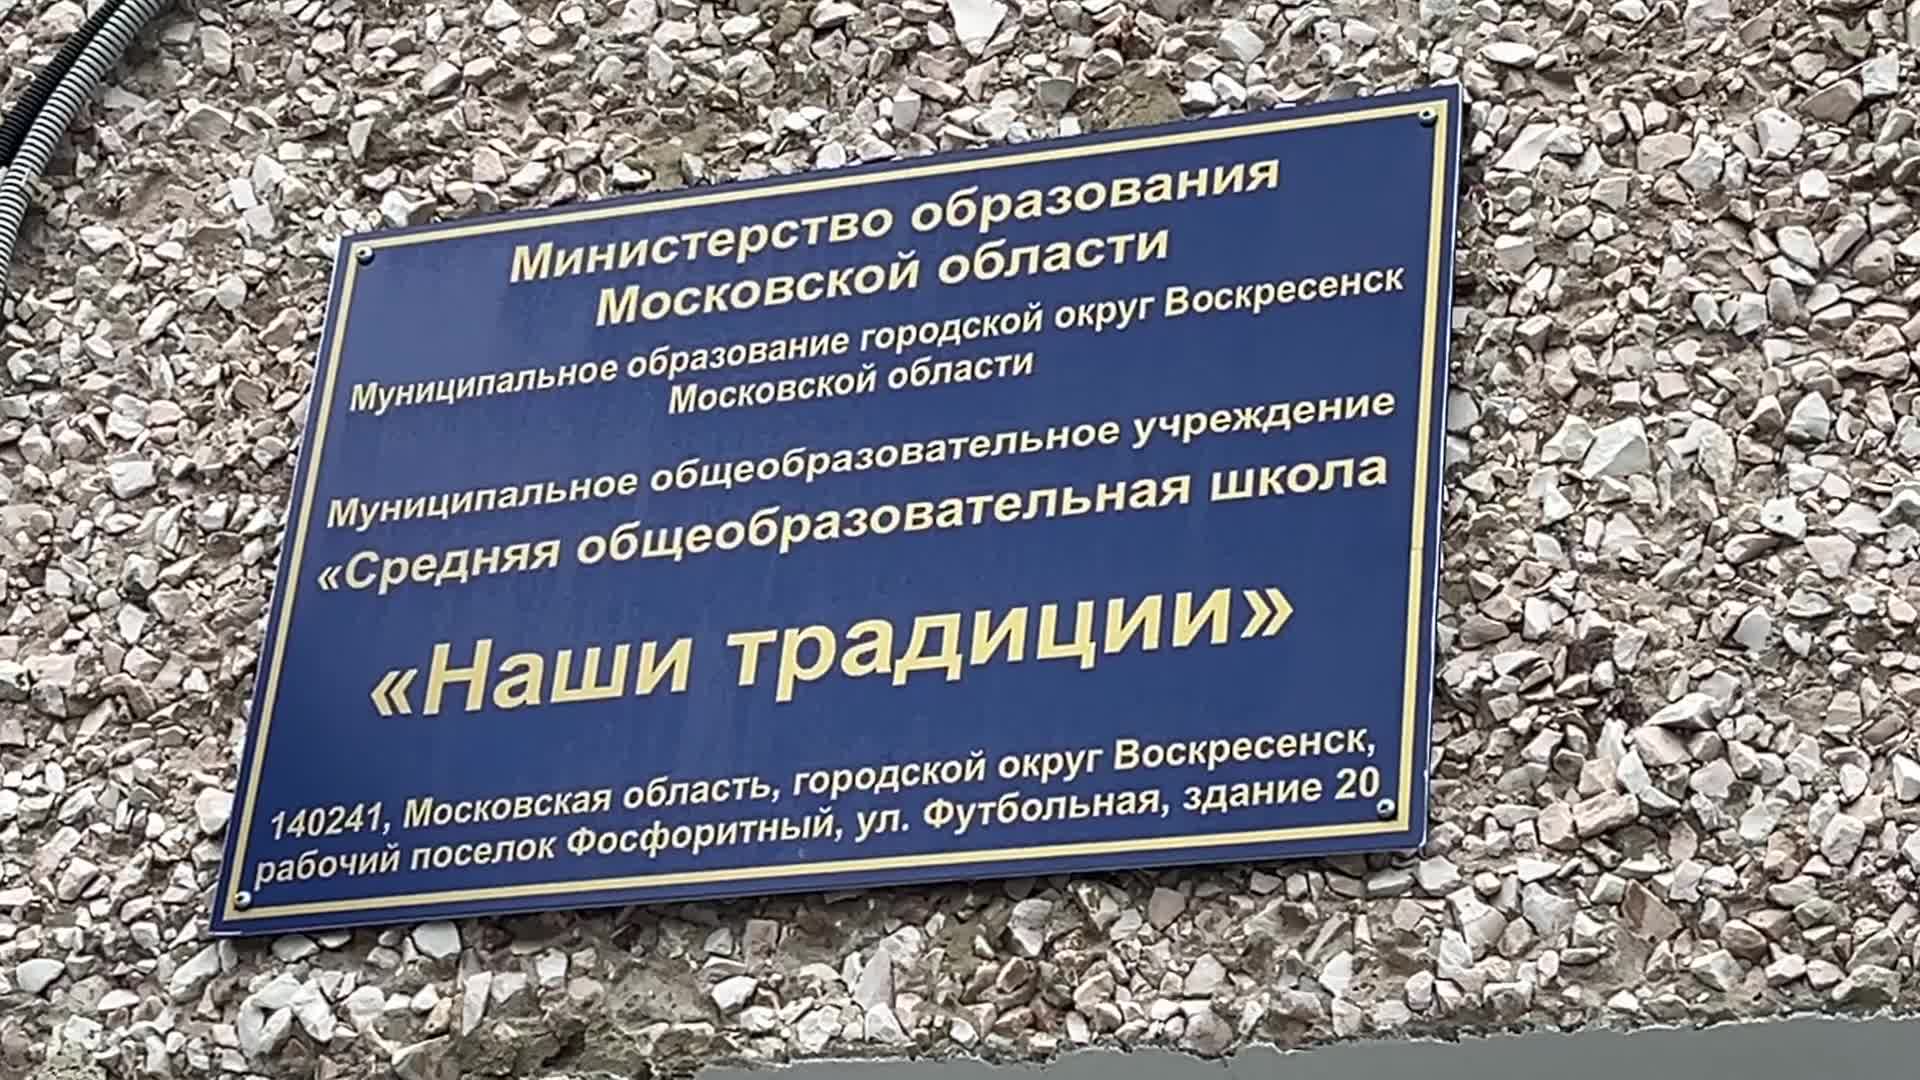 Министерство образования
Московской области
Муниципальное образование городской округ Воскресенск
Московской области
Муниципальное общеобразовательное учреждение
«Средняя общеобразовательная школа
«Наши традиции»
140241, Московская область, городской округ Воскресенск,
рабочий поселок Фосфоритный, ул. Футбольная, здание 20